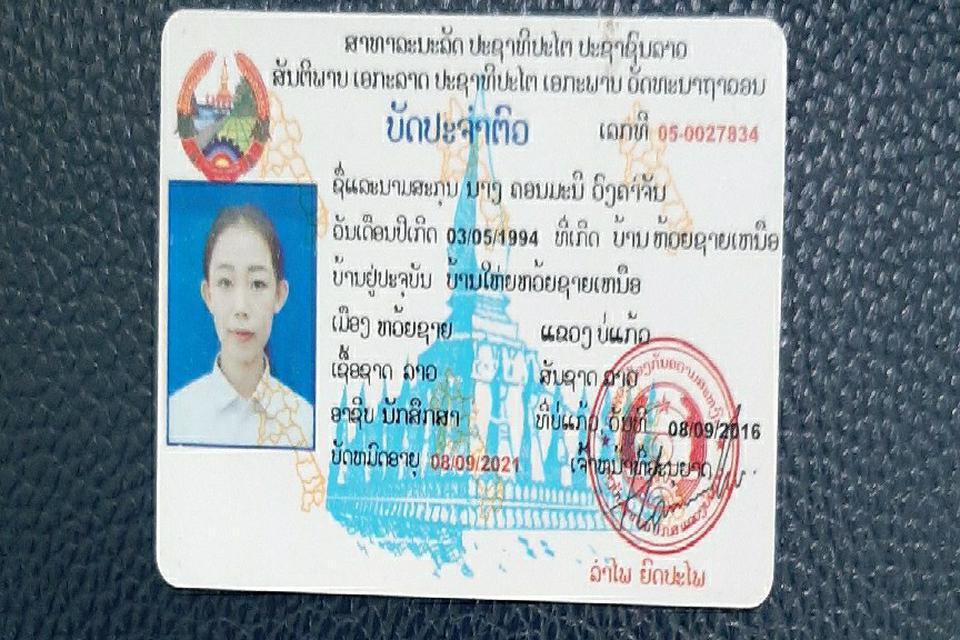 ສາທາລະນະລັດ ປະຊາທິປະໄຕ ປະຊາຊົນລາວ
ສັນຕິພາບ ເອກະລາດ ປະຊາທິປະໄຕ ເອກະພາບ ວັດທະນາຖາວອນ
ບັດປະຈຳຕົວ
ເລກທີ 05-0027834
ຊື່ແລະນາມສະກຸນ ນາງ ຄອນມະນີ ວົງຄຳຈັນ
ວັນເດືອນປີເກີດ 03/05/1994 ທີ່ເກີດ ບ້ານ ຫ້ວຍຊາຍເຫນືອ
ບ້ານຢູ່ປະຈຸບັນ ບ້ານໃຫ່ຍຫວ້ຍຊາຍເຫນືອ
ເມືອງ ຫວ້ຍຊາຍ ແຂວງ ບໍ່ແກ້ວ
ເຊື້ອຊາດ ລາວ ສັນຊາດ ລາວ
ອາຊີບ ນັກສຶກສາ ທີ່ບໍ່ແກ້ວ ວັນທີ 08/09/2016
ບັດຫມົດອາຍຸ 08/09/2021 ເຈົ້າຫນ້າທີ່ອະນຸຍາດ
ລຳໄພ ຍົດປະໄພ